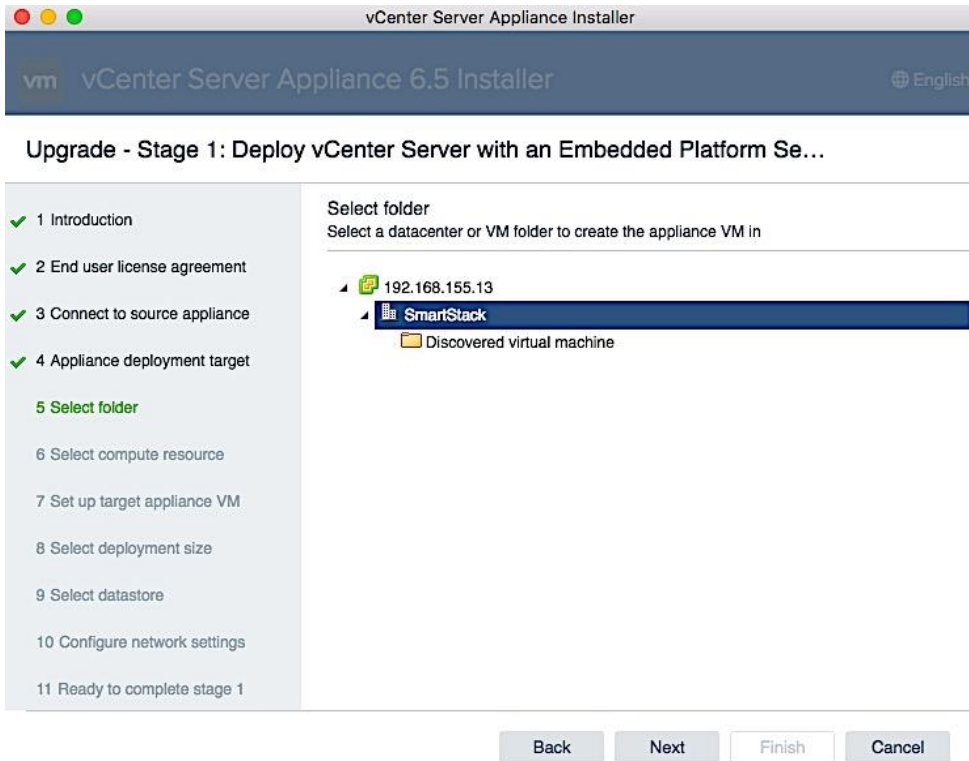 vCenter Server Appliance Installer
vm vCenter Server Appliance 6.5 Installer
English
Upgrade - Stage 1: Deploy vCenter Server with an Embedded Platform Se...
1 Introduction
2 End user license agreement
3 Connect to source appliance
4 Appliance deployment target
5 Select folder
6 Select compute resource
7 Set up target appliance VM
8 Select deployment size
9 Select datastore
10 Configure network settings
11 Ready to complete stage 1
Select folder
Select a datacenter or VM folder to create the appliance VM in
192.168.155.13
SmartStack
Discovered virtual machine
Back Next Finish Cancel